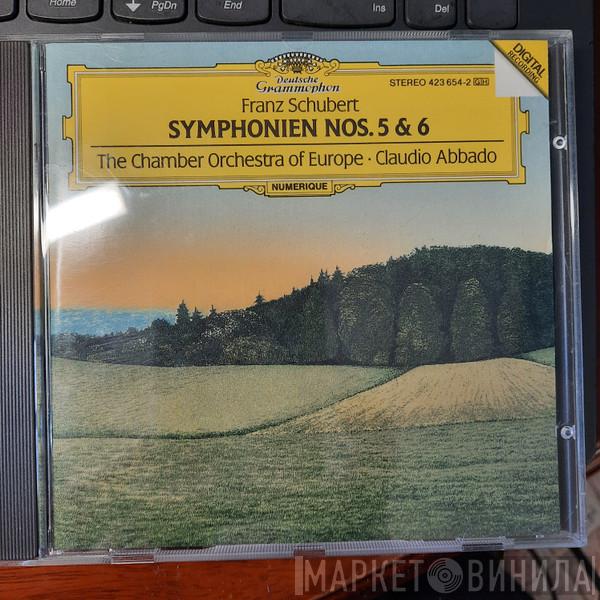 Home
PgDn
End
Ins
Del
DIGITAL
RECORDING
Deutsche
Grammophon
STEREO 423 654-2 GH
Franz Schubert
SYMPHONIEN NOS. 5 & 6
The Chamber Orchestra of Europe · Claudio Abbado
NUMERIQUE
МАРКЕТ ВИНИЛА